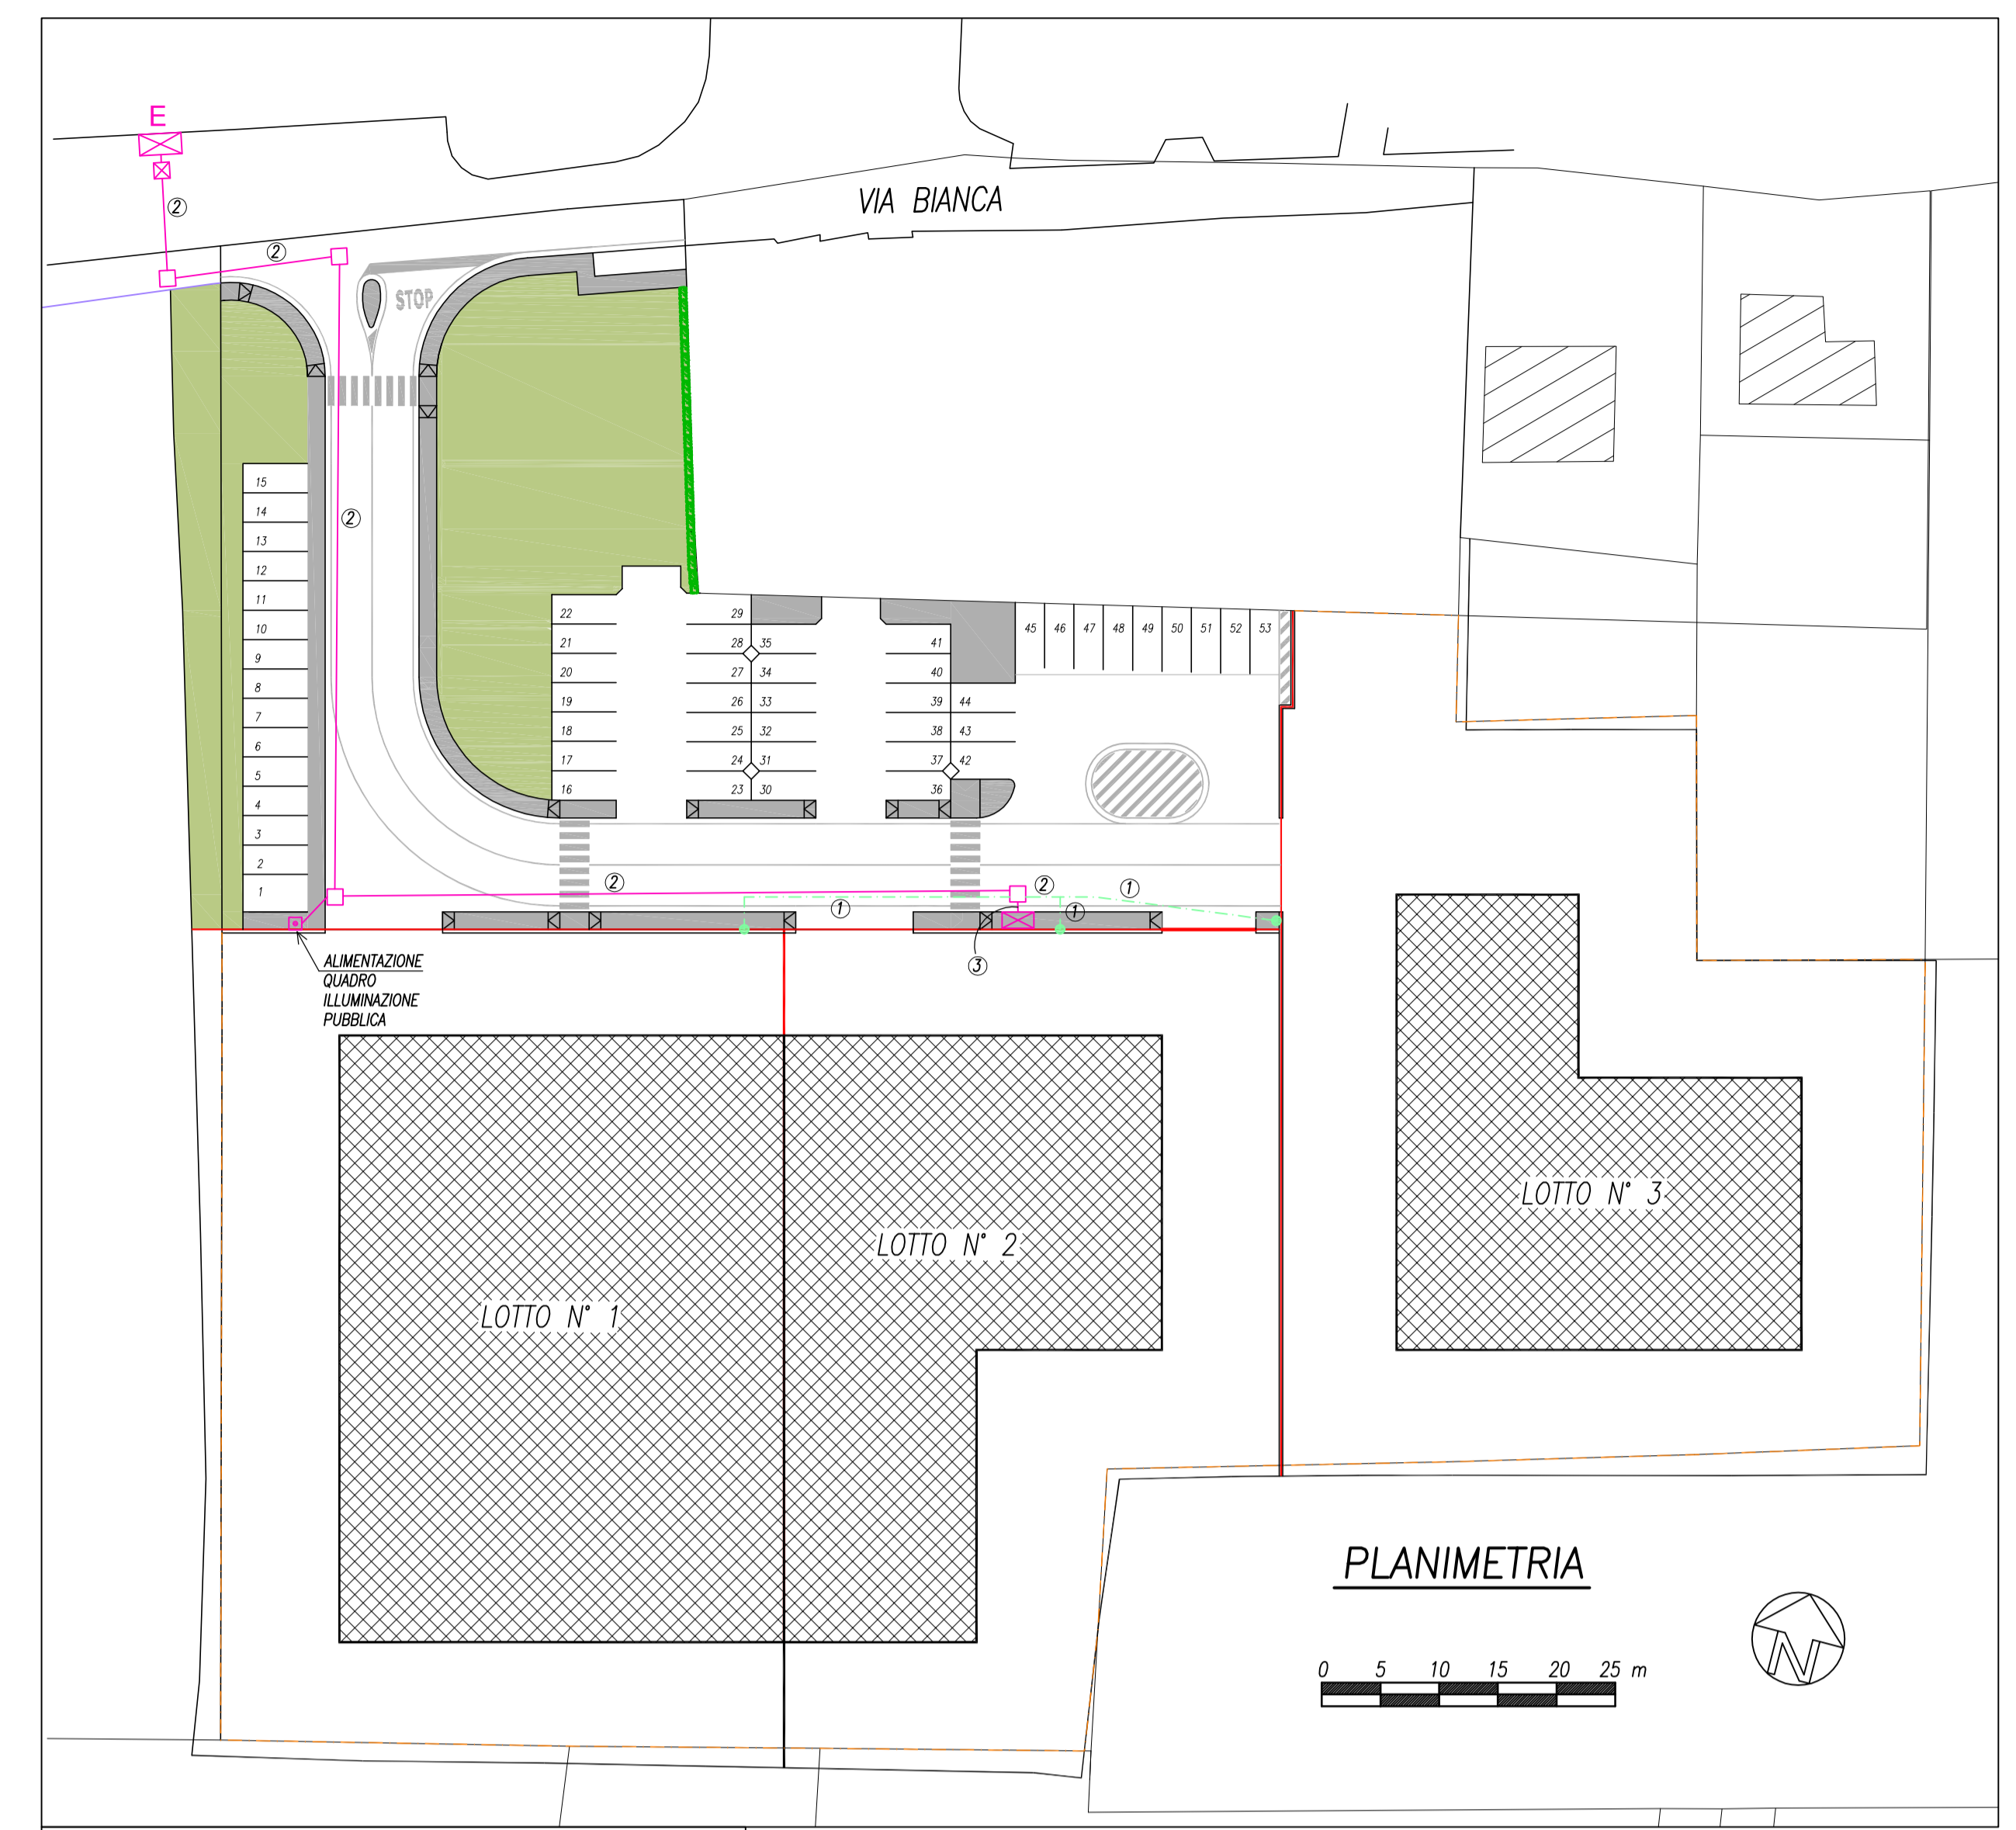 E
②
VIA BIANCA
②
STOP
②
15
14
13
12
11
10
9
8
7
6
5
4
3
2
1
22
21
20
19
18
17
16
29
28 35
27 34
26 33
25 32
24 31
23 30
41
40
39 44
38 43
37 42
36
45 46 47 48 49 50 51 52 53
② ① ② ① ①
③
ALIMENTAZIONE
QUADRO
ILLUMINAZIONE
PUBBLICA
LOTTO N° 3
LOTTO N° 2
LOTTO N° 1
PLANIMETRIA
N
0 5 10 15 20 25 m